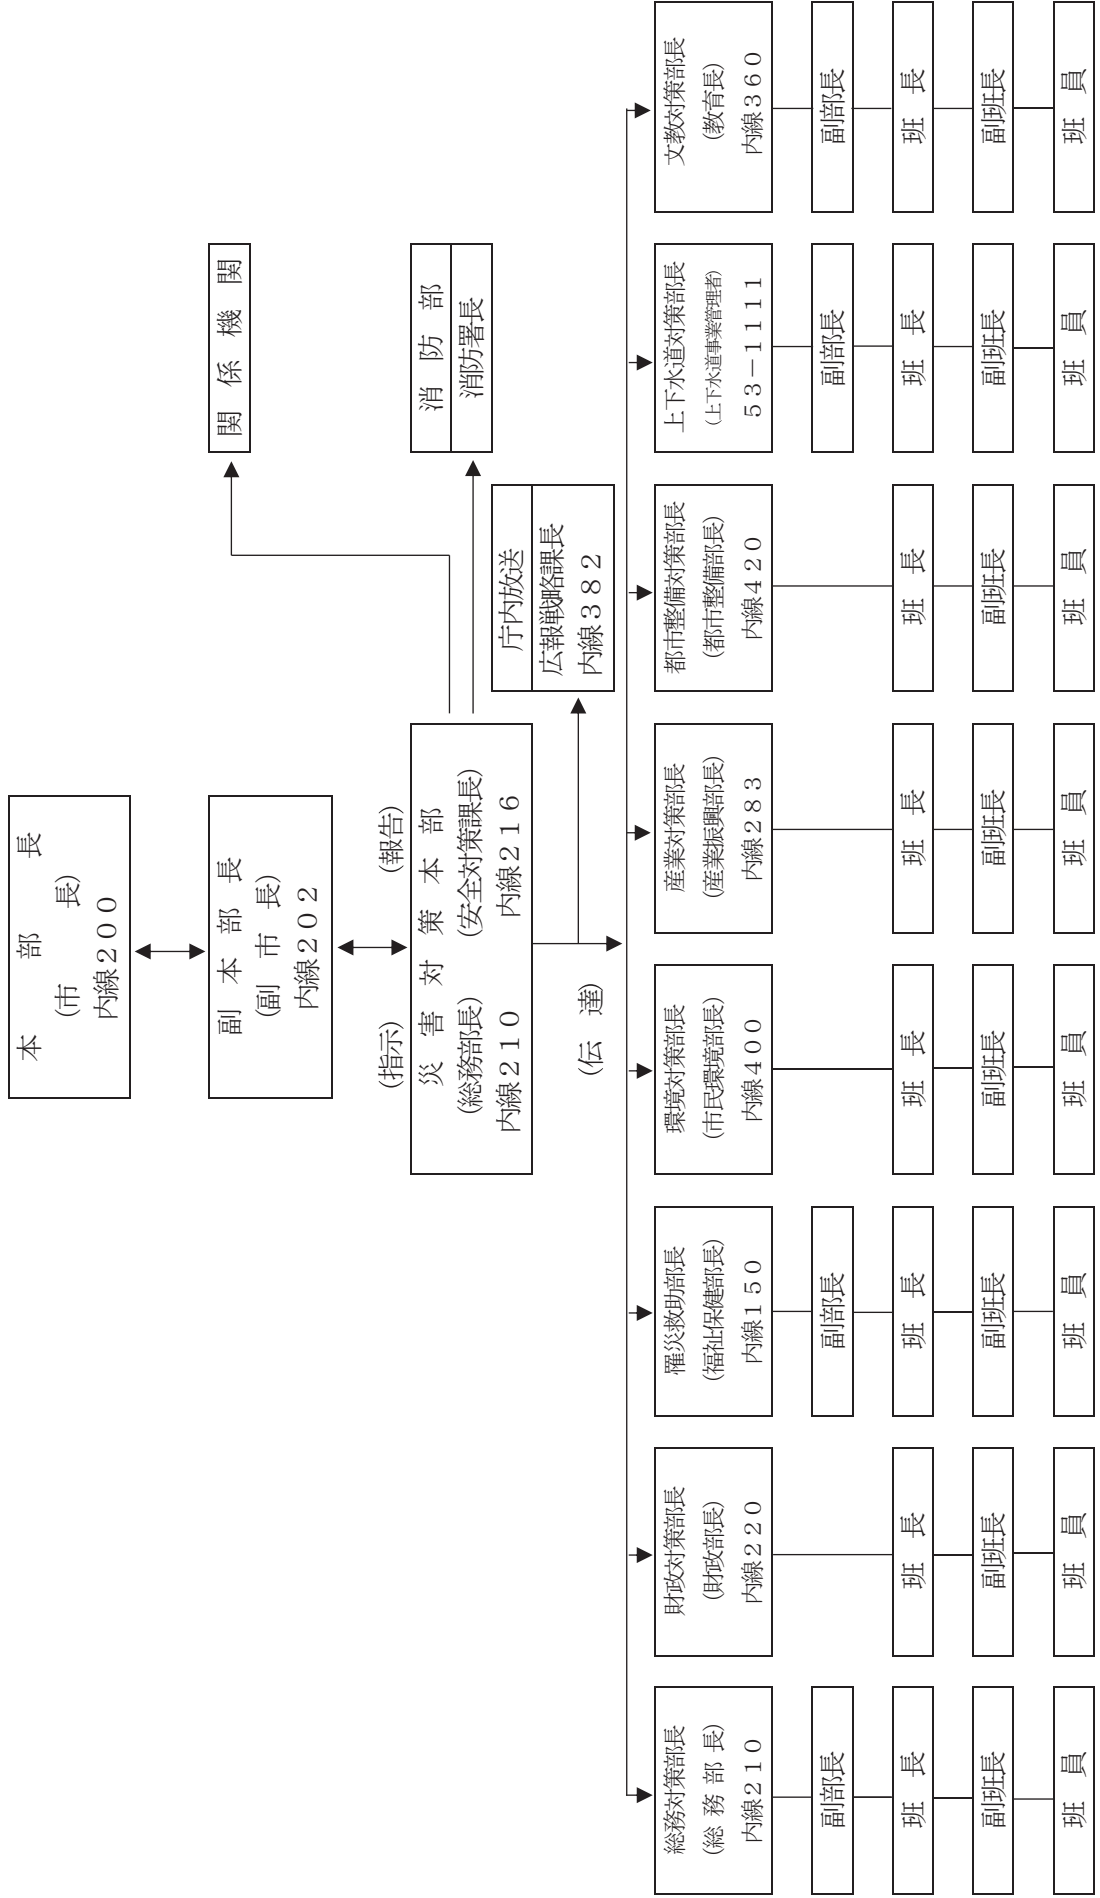 本部長
(市長)
内線200
副本部長
(副市長)
内線202
(指示)
(報告)
災害対策本部
(総務部長) (安全対策課長)
内線210 内線216
関係機関
消防部
消防署長
庁内放送
広報戦略課長
内線382
(伝達)
総務対策部長
(総務部長)
内線210
副部長
班長
副班長
班員
財政対策部長
(財政部長)
内線220
班長
副班長
班員
罹災救助部長
(福祉保健部長)
内線150
副部長
班長
副班長
班員
環境対策部長
(市民環境部長)
内線400
班長
副班長
班員
産業対策部長
(産業振興部長)
内線283
班長
副班長
班員
都市整備対策部長
(都市整備部長)
内線420
班長
副班長
班員
上下水道対策部長
(上下水道事業管理者)
53−1111
副部長
班長
副班長
班員
文教対策部長
(教育長)
内線360
副部長
班長
副班長
班員